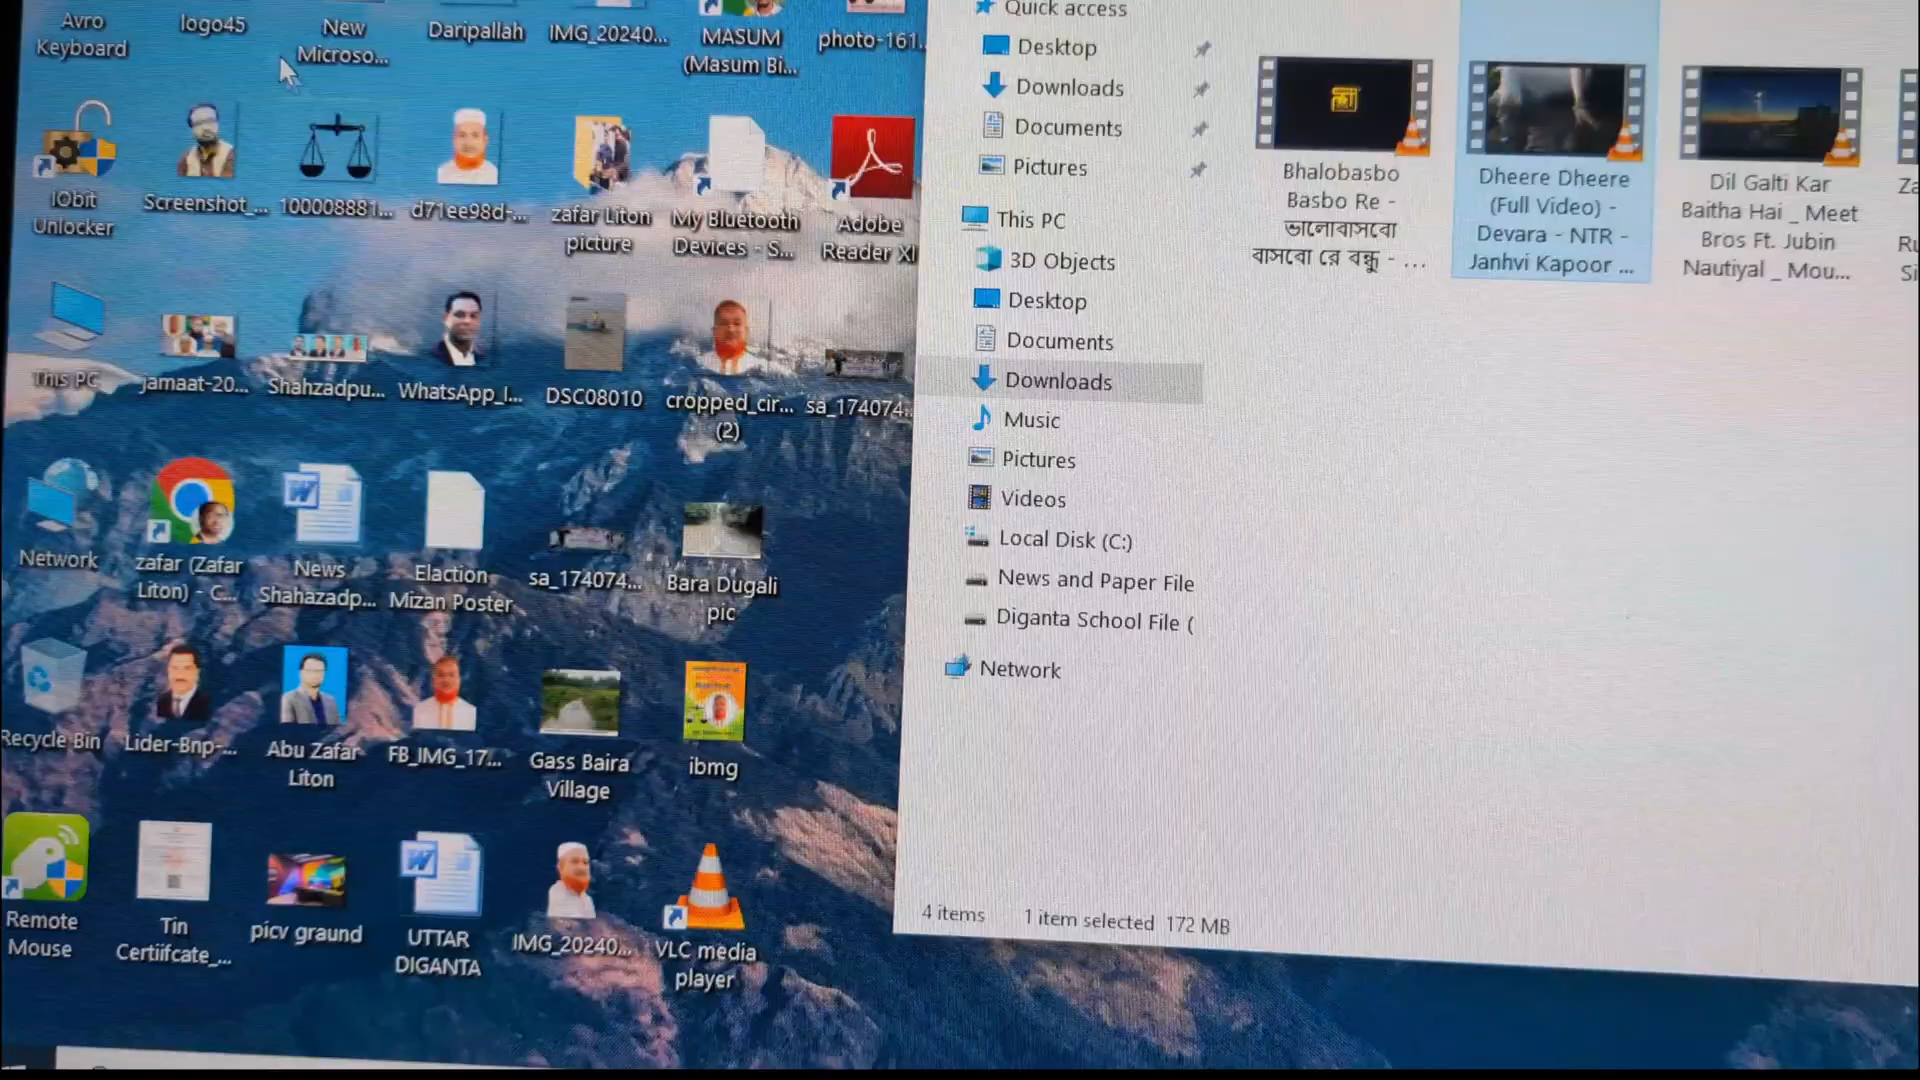 Avro
Keyboard
logo45
New
Microso...
Daripallah
IMG_20240...
MASUM
(Masum Bi...
photo-161...
IObit
Unlocker
Screenshot_...
100008881...
d71ee98d-...
zafar Liton
picture
My Bluetooth
Devices - S...
Adobe
Reader XI
This PC
jamaat-20...
Shahzadpu...
WhatsApp_I...
DSC08010
cropped_cir...
(2)
sa_174074...
Network
zafar (Zafar
Liton) - C...
News
Shahazadp...
Elaction
Mizan Poster
sa_174074...
Bara Dugali
pic
Recycle Bin
Lider-Bnp-...
Abu Zafar
Liton
FB_IMG_17...
Gass Baira
Village
ibmg
Remote
Mouse
Tin
Certiifcate_...
picv graund
UTTAR
DIGANTA
IMG_20240...
VLC media
player
Quick access
Desktop
Downloads
Documents
Pictures
This PC
3D Objects
Desktop
Documents
Downloads
Music
Pictures
Videos
Local Disk (C:)
News and Paper File
Diganta School File (
Network
Bhalobasbo
Basbo Re -
ভালোবাসবো
বাসবো রে বন্ধু - ...
Dheere Dheere
(Full Video) -
Devara - NTR -
Janhvi Kapoor ...
Dil Galti Kar
Baitha Hai _ Meet
Bros Ft. Jubin
Nautiyal _ Mou...
Za
Ru
Si
4 items
1 item selected 172 MB